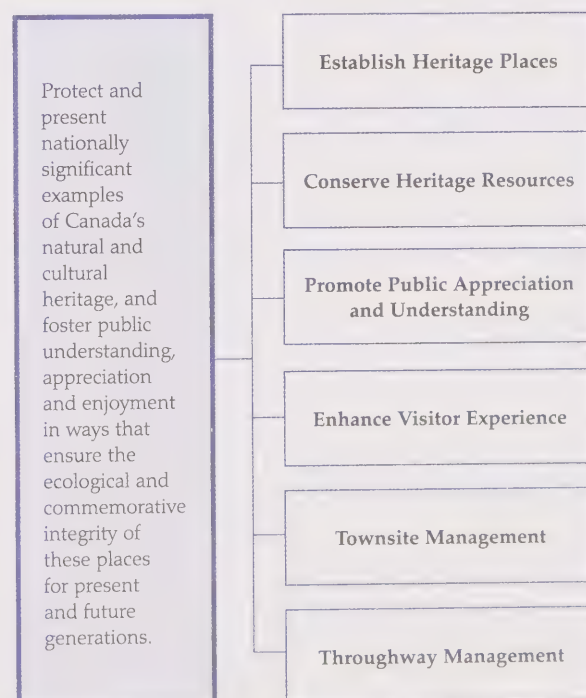 Protect and
present
nationally
significant
examples
of Canada's
natural and
cultural
heritage, and
foster public
understanding,
appreciation
and enjoyment
in ways that
ensure the
ecological and
commemorative
integrity of
these places
for present
and future
generations.
Establish Heritage Places
Conserve Heritage Resources
Promote Public Appreciation
and Understanding
Enhance Visitor Experience
Townsite Management
Throughway Management